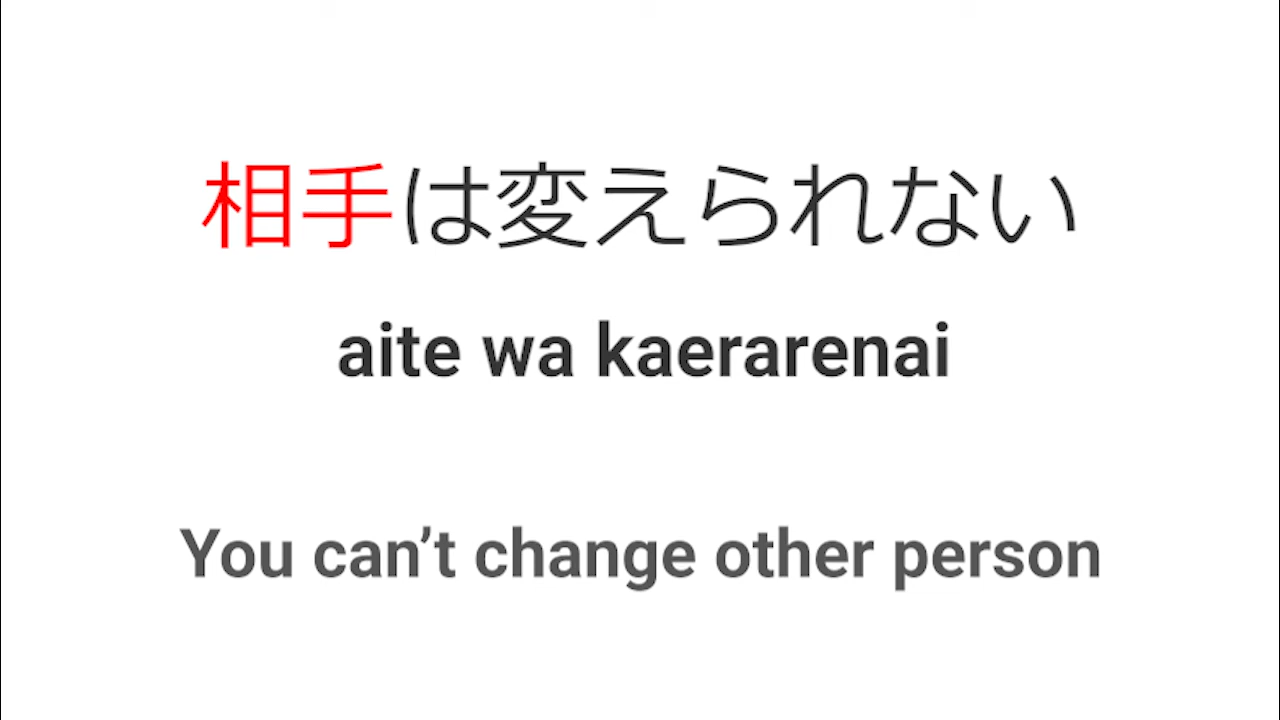 相手は変えられない
aite wa kaerarenai
You can’t change other person